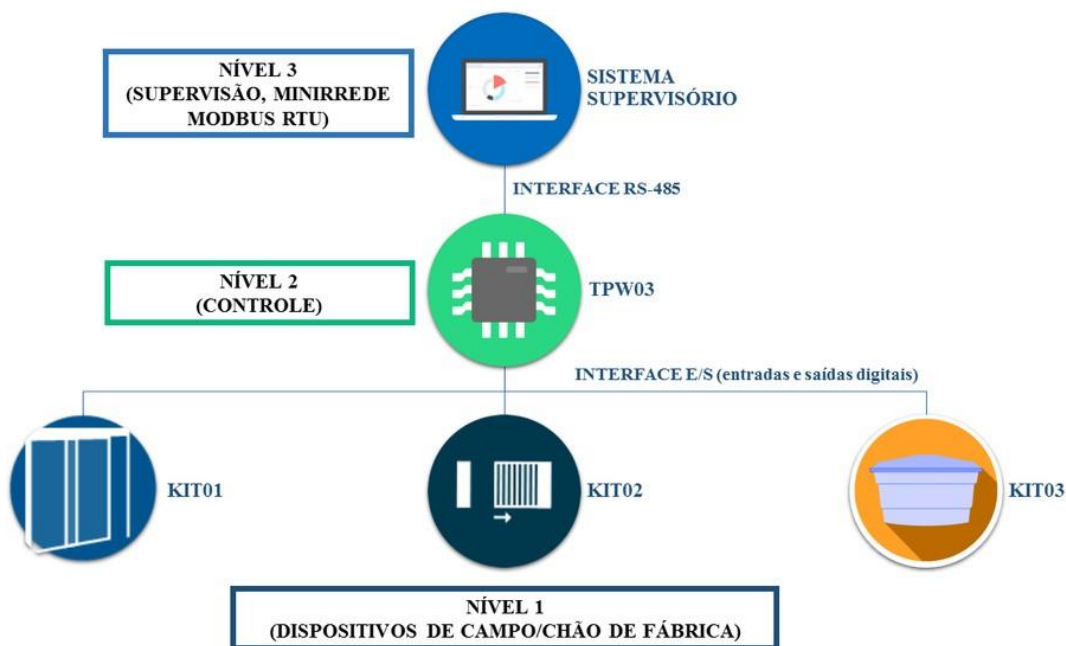 NÍVEL 3
(SUPERVISÃO, MINIRREDE
MODBUS RTU)
SISTEMA
SUPERVISÓRIO
INTERFACE RS-485
NÍVEL 2
(CONTROLE)
TPW03
INTERFACE E/S (entradas e saídas digitais)
KIT01
KIT02
KIT03
NÍVEL 1
(DISPOSITIVOS DE CAMPO/CHÃO DE FÁBRICA)